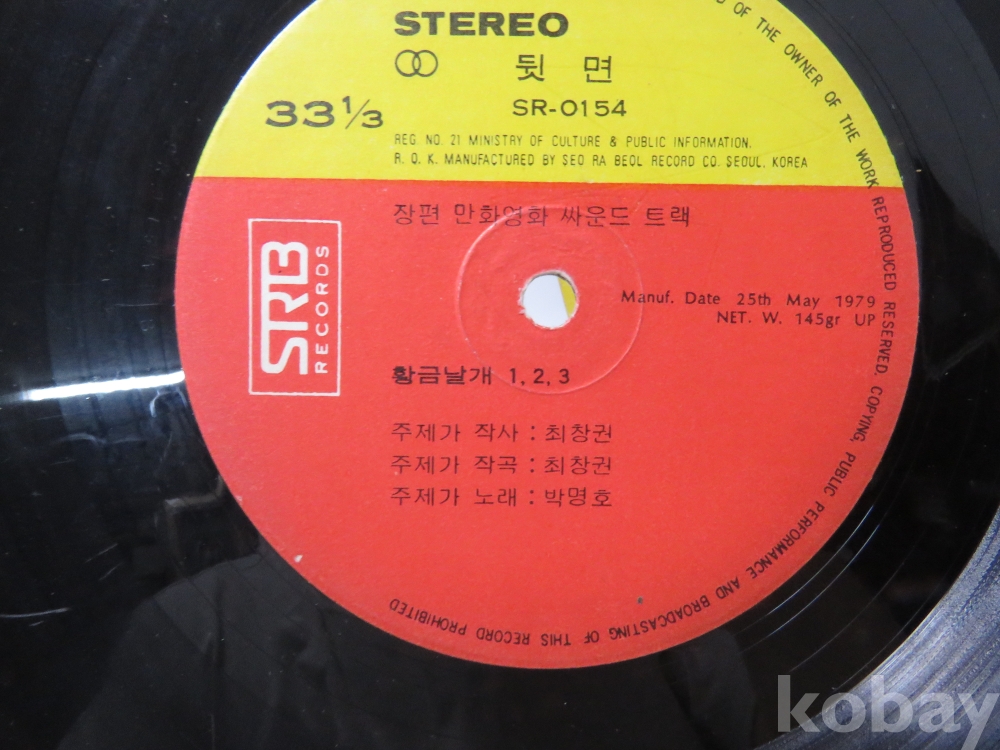 STEREO
뒷 면
33 1/3
SR-0154
REG. NO. 21 MINISTRY OF CULTURE & PUBLIC INFORMATION.
R. O. K. MANUFACTURED BY SEO RA BEOL RECORD CO. SEOUL. KOREA
장편 만화영화 싸운드 트랙
SRB
RECORDS
Manuf. Date 25th May 1979
NET. W. 145gr UP
황금날개 1, 2, 3
주제가 작사 : 최창권
주제가 작곡 : 최창권
주제가 노래 : 박명호
OF THE OWNER OF THE WORK REPRODUCED RESERVED. COPYING, PUBLIC PERFORMANCE AND BROADCASTING OF THIS RECORD PROHIBITED
kobay